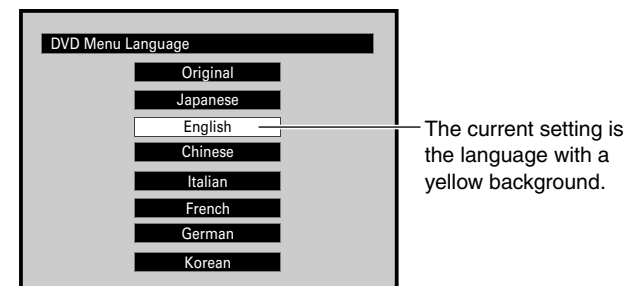 DVD Menu Language
Original
Japanese
English
Chinese
Italian
French
German
Korean
The current setting is
the language with a
yellow background.